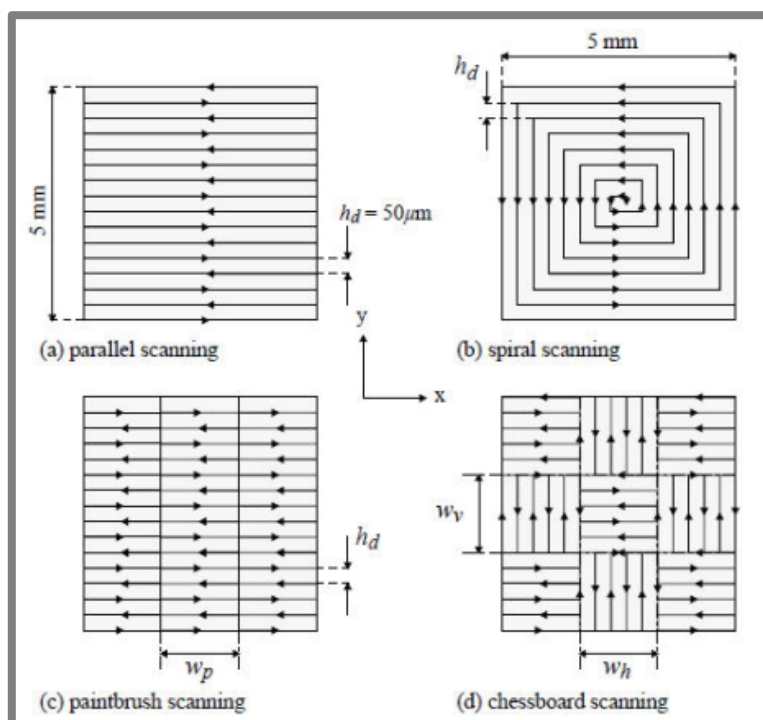 5 mm
h_d
5 mm
h_d = 50μm
y
(a) parallel scanning
(b) spiral scanning
x
w_v
h_d
w_p
w_h
(c) paintbrush scanning
(d) chessboard scanning